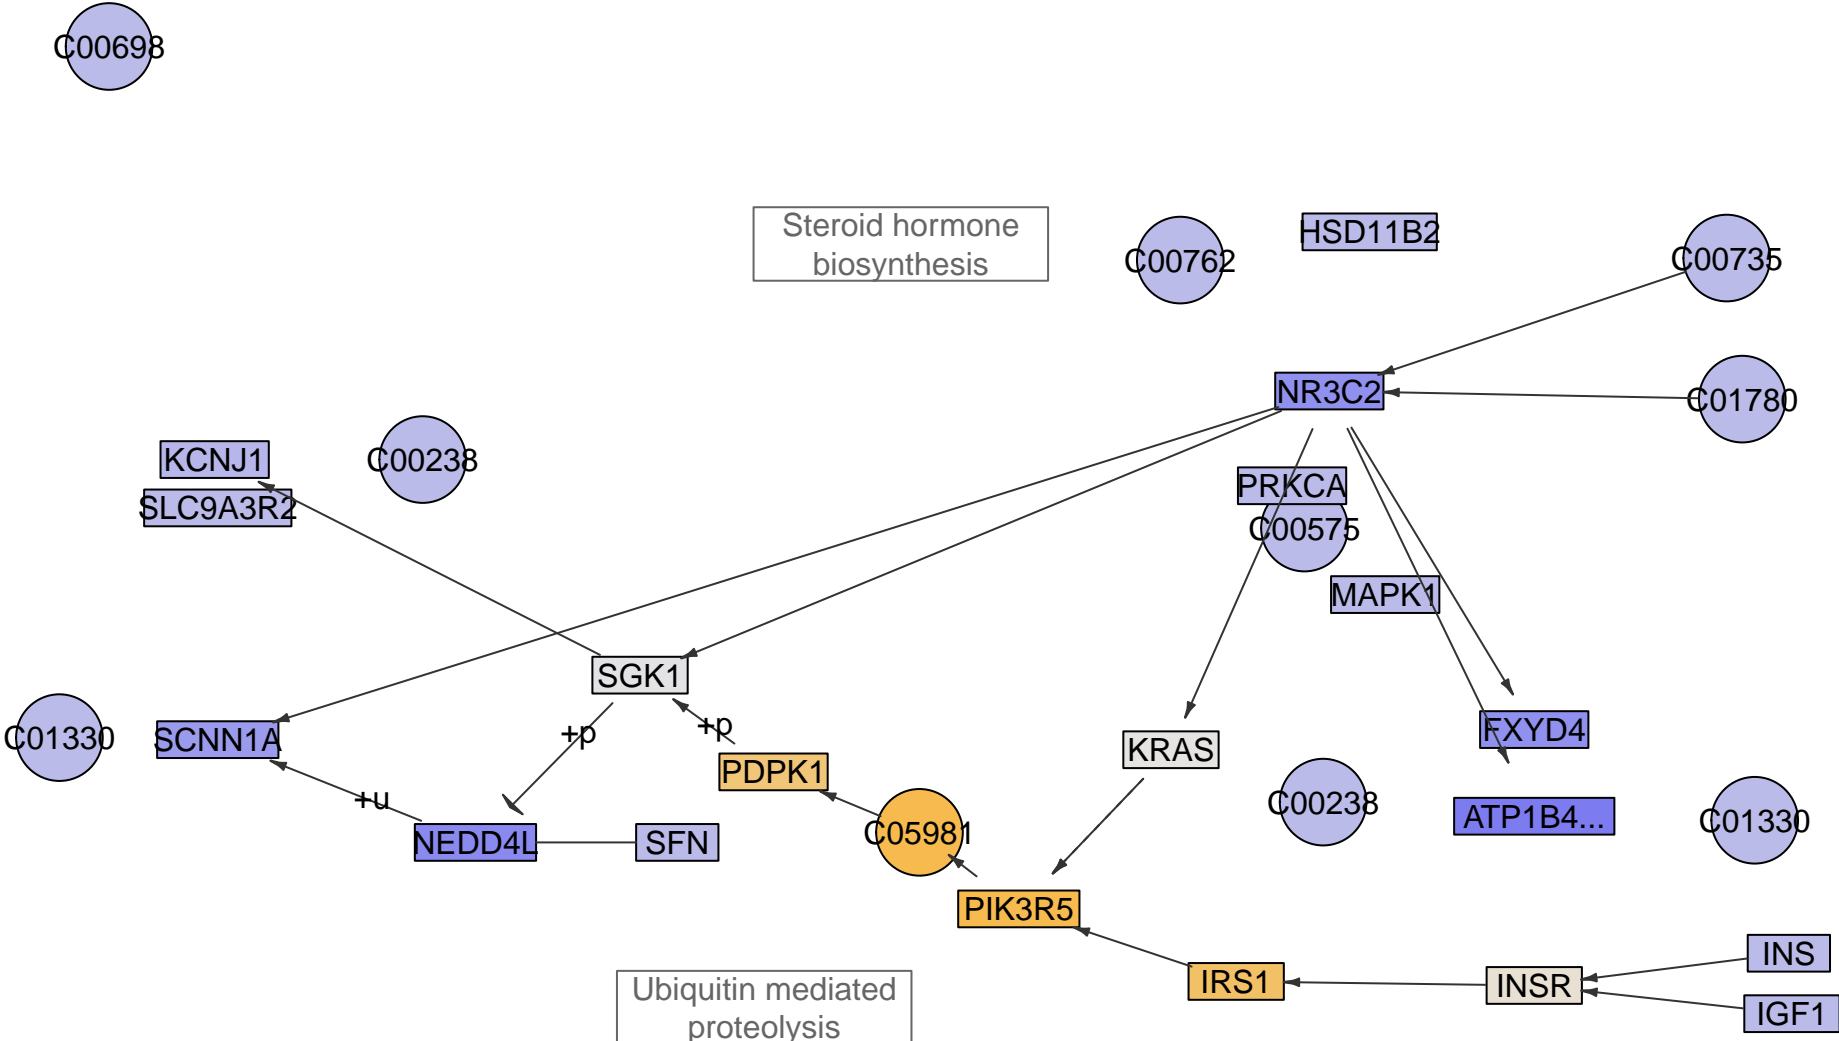 C00698
Steroid hormone
biosynthesis
C00762
HSD11B2
C00735
NR3C2
C01780
KCNJ1
C00238
SLC9A3R2
PRKCA
C00575
MAPK1
SGK1
+p
+p
C01330
SCNN1A
KRAS
FXYD4
PDPK1
+u
C00238
ATP1B4...
C01330
NEDD4L
SFN
C05981
PIK3R5
INS
IRS1
INSR
IGF1
Ubiquitin mediated
proteolysis